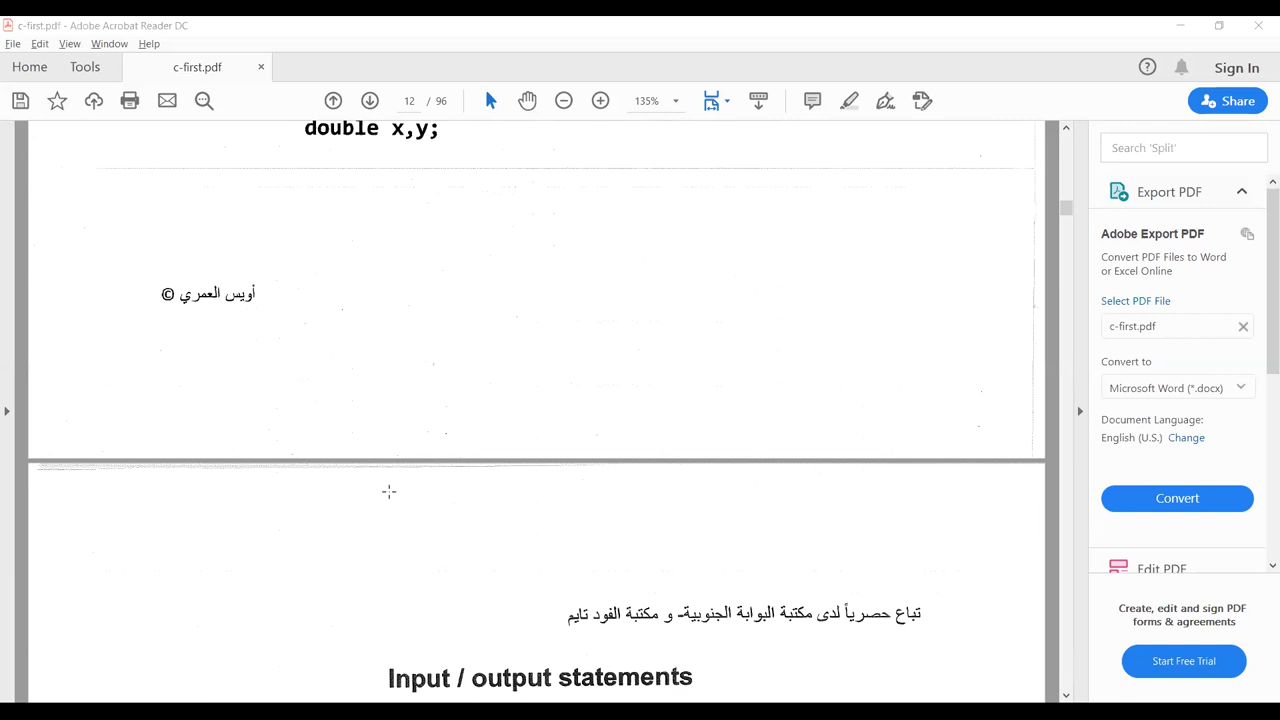 c-first.pdf - Adobe Acrobat Reader DC
File Edit View Window Help
Home Tools c-first.pdf × Sign In
12 / 96 135% Share
double x,y;
أويس العمري ©
تباع حصرياً لدى مكتبة البوابة الجنوبية- و مكتبة الفود تايم
Input / output statements
Search 'Split'
Export PDF
Adobe Export PDF
Convert PDF Files to Word
or Excel Online
Select PDF File
c-first.pdf
Convert to
Microsoft Word (*.docx)
Document Language:
English (U.S.) Change
Convert
Edit PDF
Create, edit and sign PDF
forms & agreements
Start Free Trial